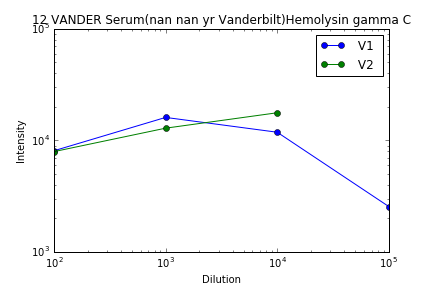 12 VANDER Serum(nan nan yr Vanderbilt)Hemolysin gamma C
10^5
V1
V2
10^4
Intensity
10^3
10^2 10^3 10^4 10^5
Dilution